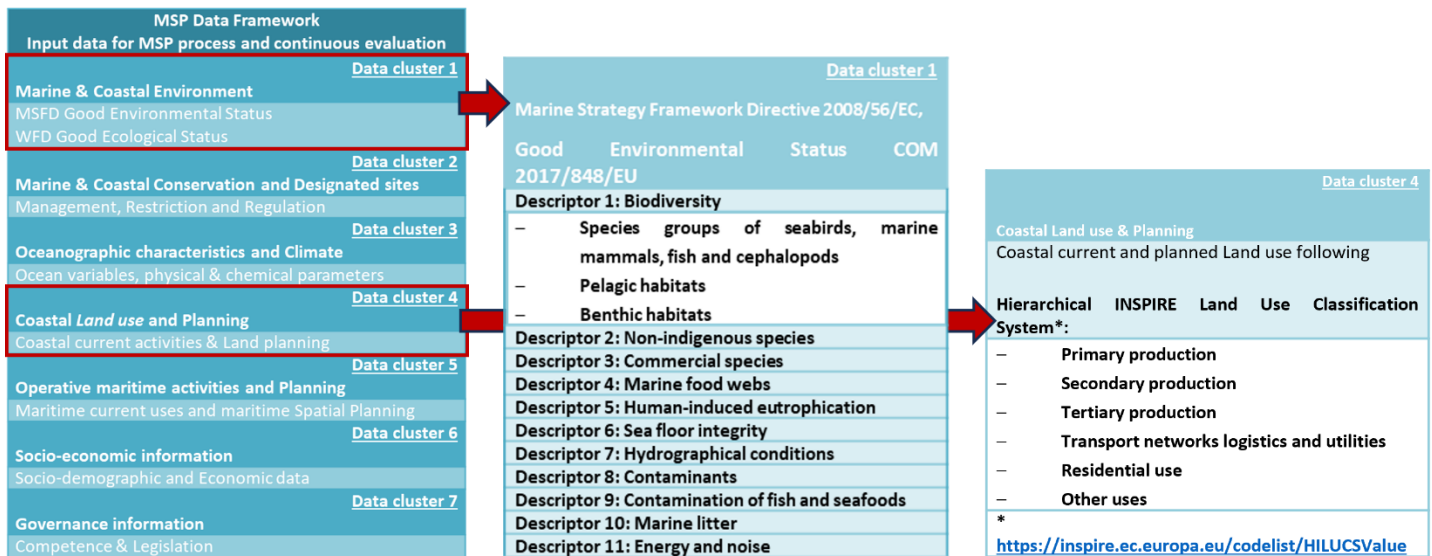 MSP Data Framework
Input data for MSP process and continuous evaluation
Data cluster 1
Marine & Coastal Environment
MSFD Good Environmental Status
WFD Good Ecological Status
Data cluster 2
Marine & Coastal Conservation and Designated sites
Management, Restriction and Regulation
Data cluster 3
Oceanographic characteristics and Climate
Ocean variables, physical & chemical parameters
Data cluster 4
Coastal Land use and Planning
Coastal current activities & Land planning
Data cluster 5
Operative maritime activities and Planning
Maritime current uses and maritime Spatial Planning
Data cluster 6
Socio-economic information
Socio-demographic and Economic data
Data cluster 7
Governance information
Competence & Legislation
Data cluster 1
Marine Strategy Framework Directive 2008/56/EC,
Good Environmental Status COM
2017/848/EU
Descriptor 1: Biodiversity
– Species groups of seabirds, marine
mammals, fish and cephalopods
– Pelagic habitats
– Benthic habitats
Descriptor 2: Non-indigenous species
Descriptor 3: Commercial species
Descriptor 4: Marine food webs
Descriptor 5: Human-induced eutrophication
Descriptor 6: Sea floor integrity
Descriptor 7: Hydrographical conditions
Descriptor 8: Contaminants
Descriptor 9: Contamination of fish and seafoods
Descriptor 10: Marine litter
Descriptor 11: Energy and noise
Data cluster 4
Coastal Land use & Planning
Coastal current and planned Land use following
Hierarchical INSPIRE Land Use Classification
System*:
– Primary production
– Secondary production
– Tertiary production
– Transport networks logistics and utilities
– Residential use
– Other uses
*
https://inspire.ec.europa.eu/codelist/HILUCSValue